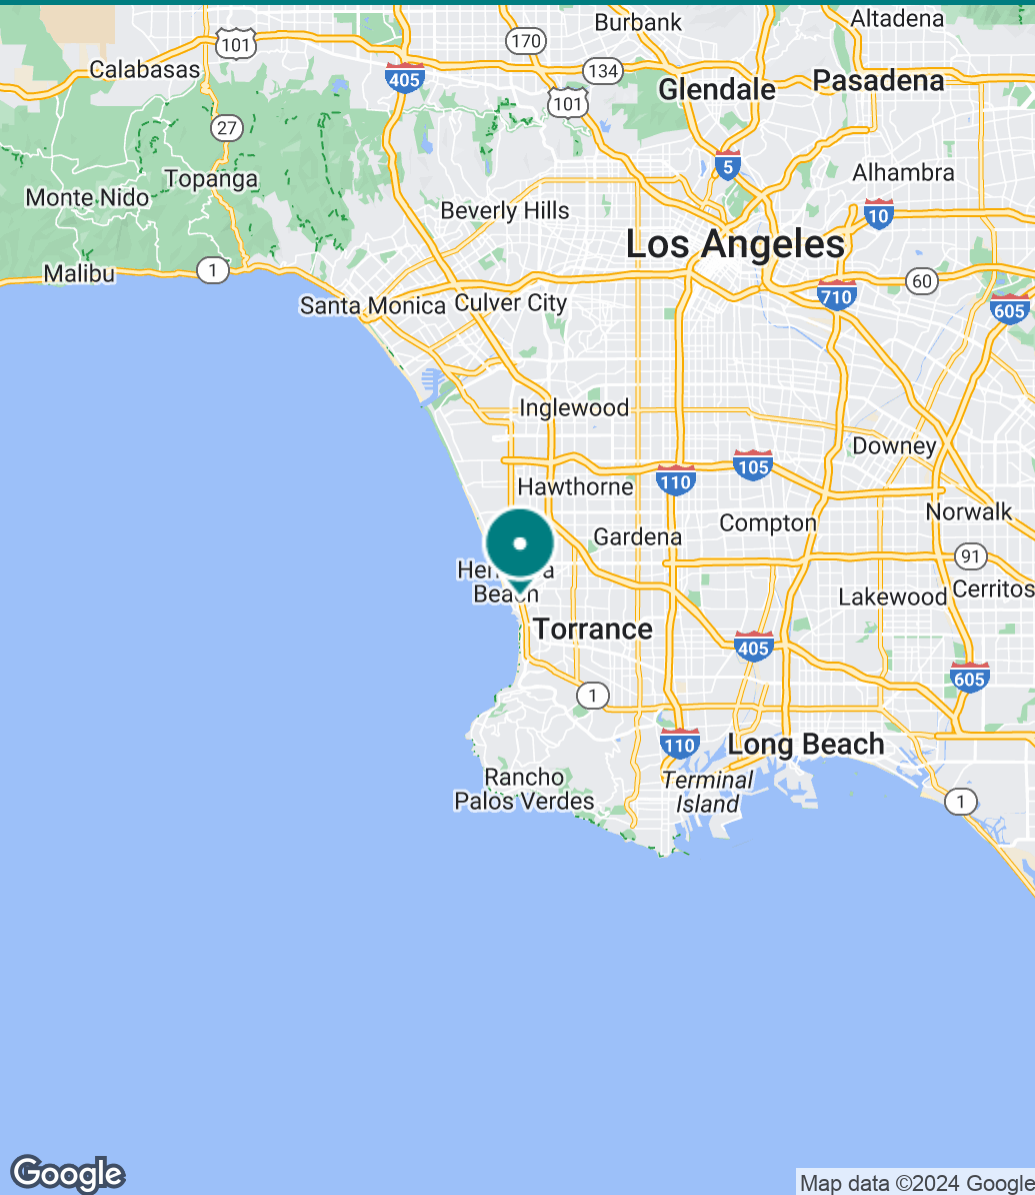 Burbank
Altadena
101
170
Calabasas
405
134
Glendale
Pasadena
101
27
5
Topanga
Alhambra
Monte Nido
Beverly Hills
10
Los Angeles
Malibu
1
60
710
Santa Monica
Culver City
605
Inglewood
Downey
105
110
Hawthorne
Norwalk
Compton
Gardena
91
Beach
Lakewood
Cerritos
Torrance
405
605
1
110
Long Beach
Rancho
Palos Verdes
Terminal
Island
1
Google
Map data ©2024 Google